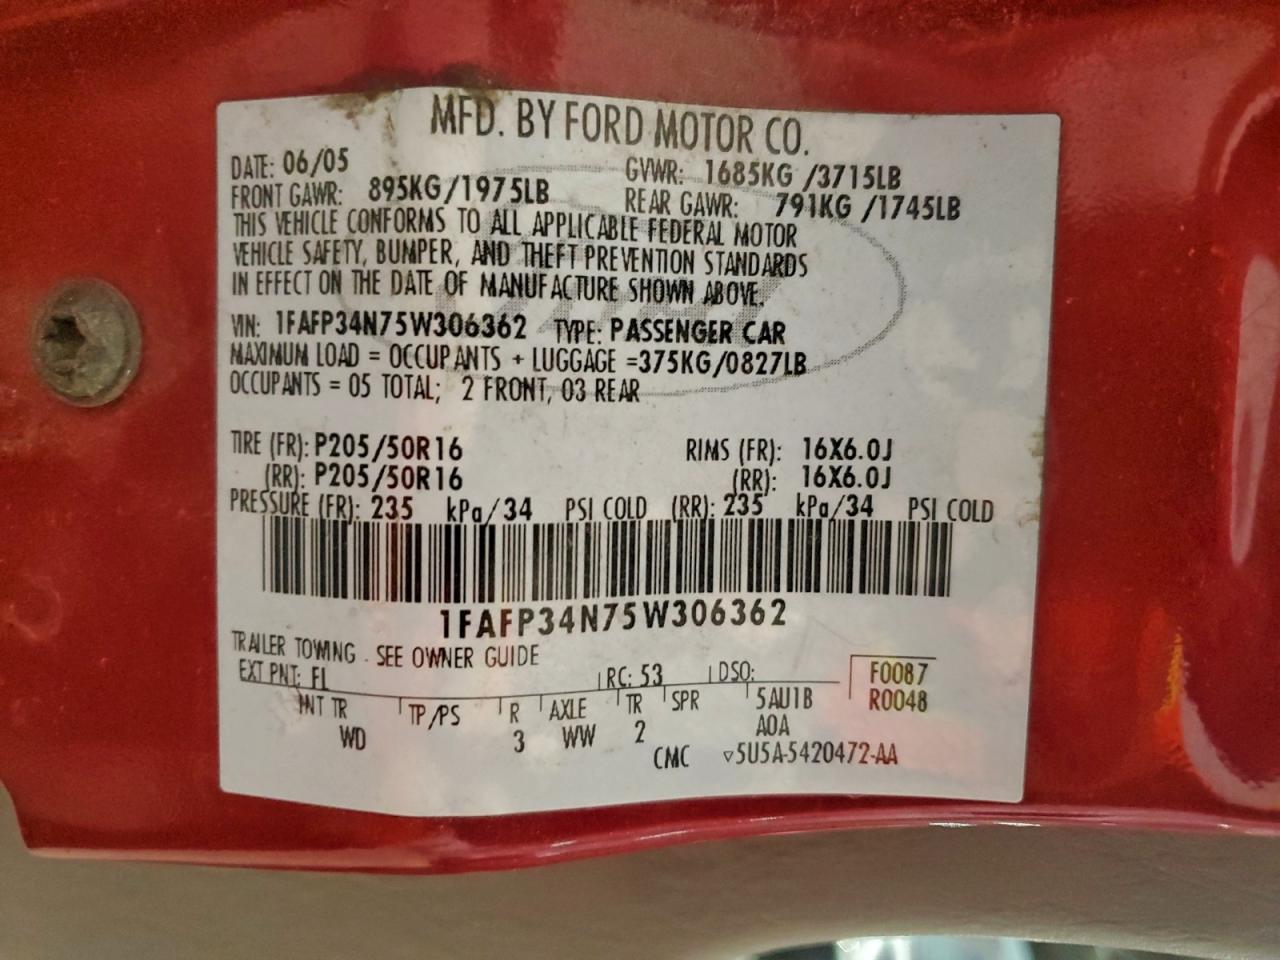 MFD. BY FORD MOTOR CO.
DATE: 06/05 GVWR: 1685KG /3715LB
FRONT GAWR: 895KG/1975LB REAR GAWR: 791KG /1745LB
THIS VEHICLE CONFORMS TO ALL APPLICABLE FEDERAL MOTOR
VEHICLE SAFETY, BUMPER, AND THEFT PREVENTION STANDARDS
IN EFFECT ON THE DATE OF MANUFACTURE SHOWN ABOVE.
VIN: 1FAFP34N75W306362 TYPE: PASSENGER CAR
MAXIMUM LOAD = OCCUPANTS + LUGGAGE =375KG/0827LB
OCCUPANTS = 05 TOTAL; 2 FRONT, 03 REAR
TIRE (FR): P205/50R16 RIMS (FR): 16X6.0J
(RR): P205/50R16 (RR): 16X6.0J
PRESSURE (FR): 235 kPa/34 PSI COLD (RR): 235 kPa/34 PSI COLD
1FAFP34N75W306362
TRAILER TOWING - SEE OWNER GUIDE
EXT PNT: FL RC: 53 DSO: F0087
R0048
INT TR TP/PS R AXLE TR SPR 5AU1B
WD 3 WW 2 A0A
CMC ▿5U5A-5420472-AA